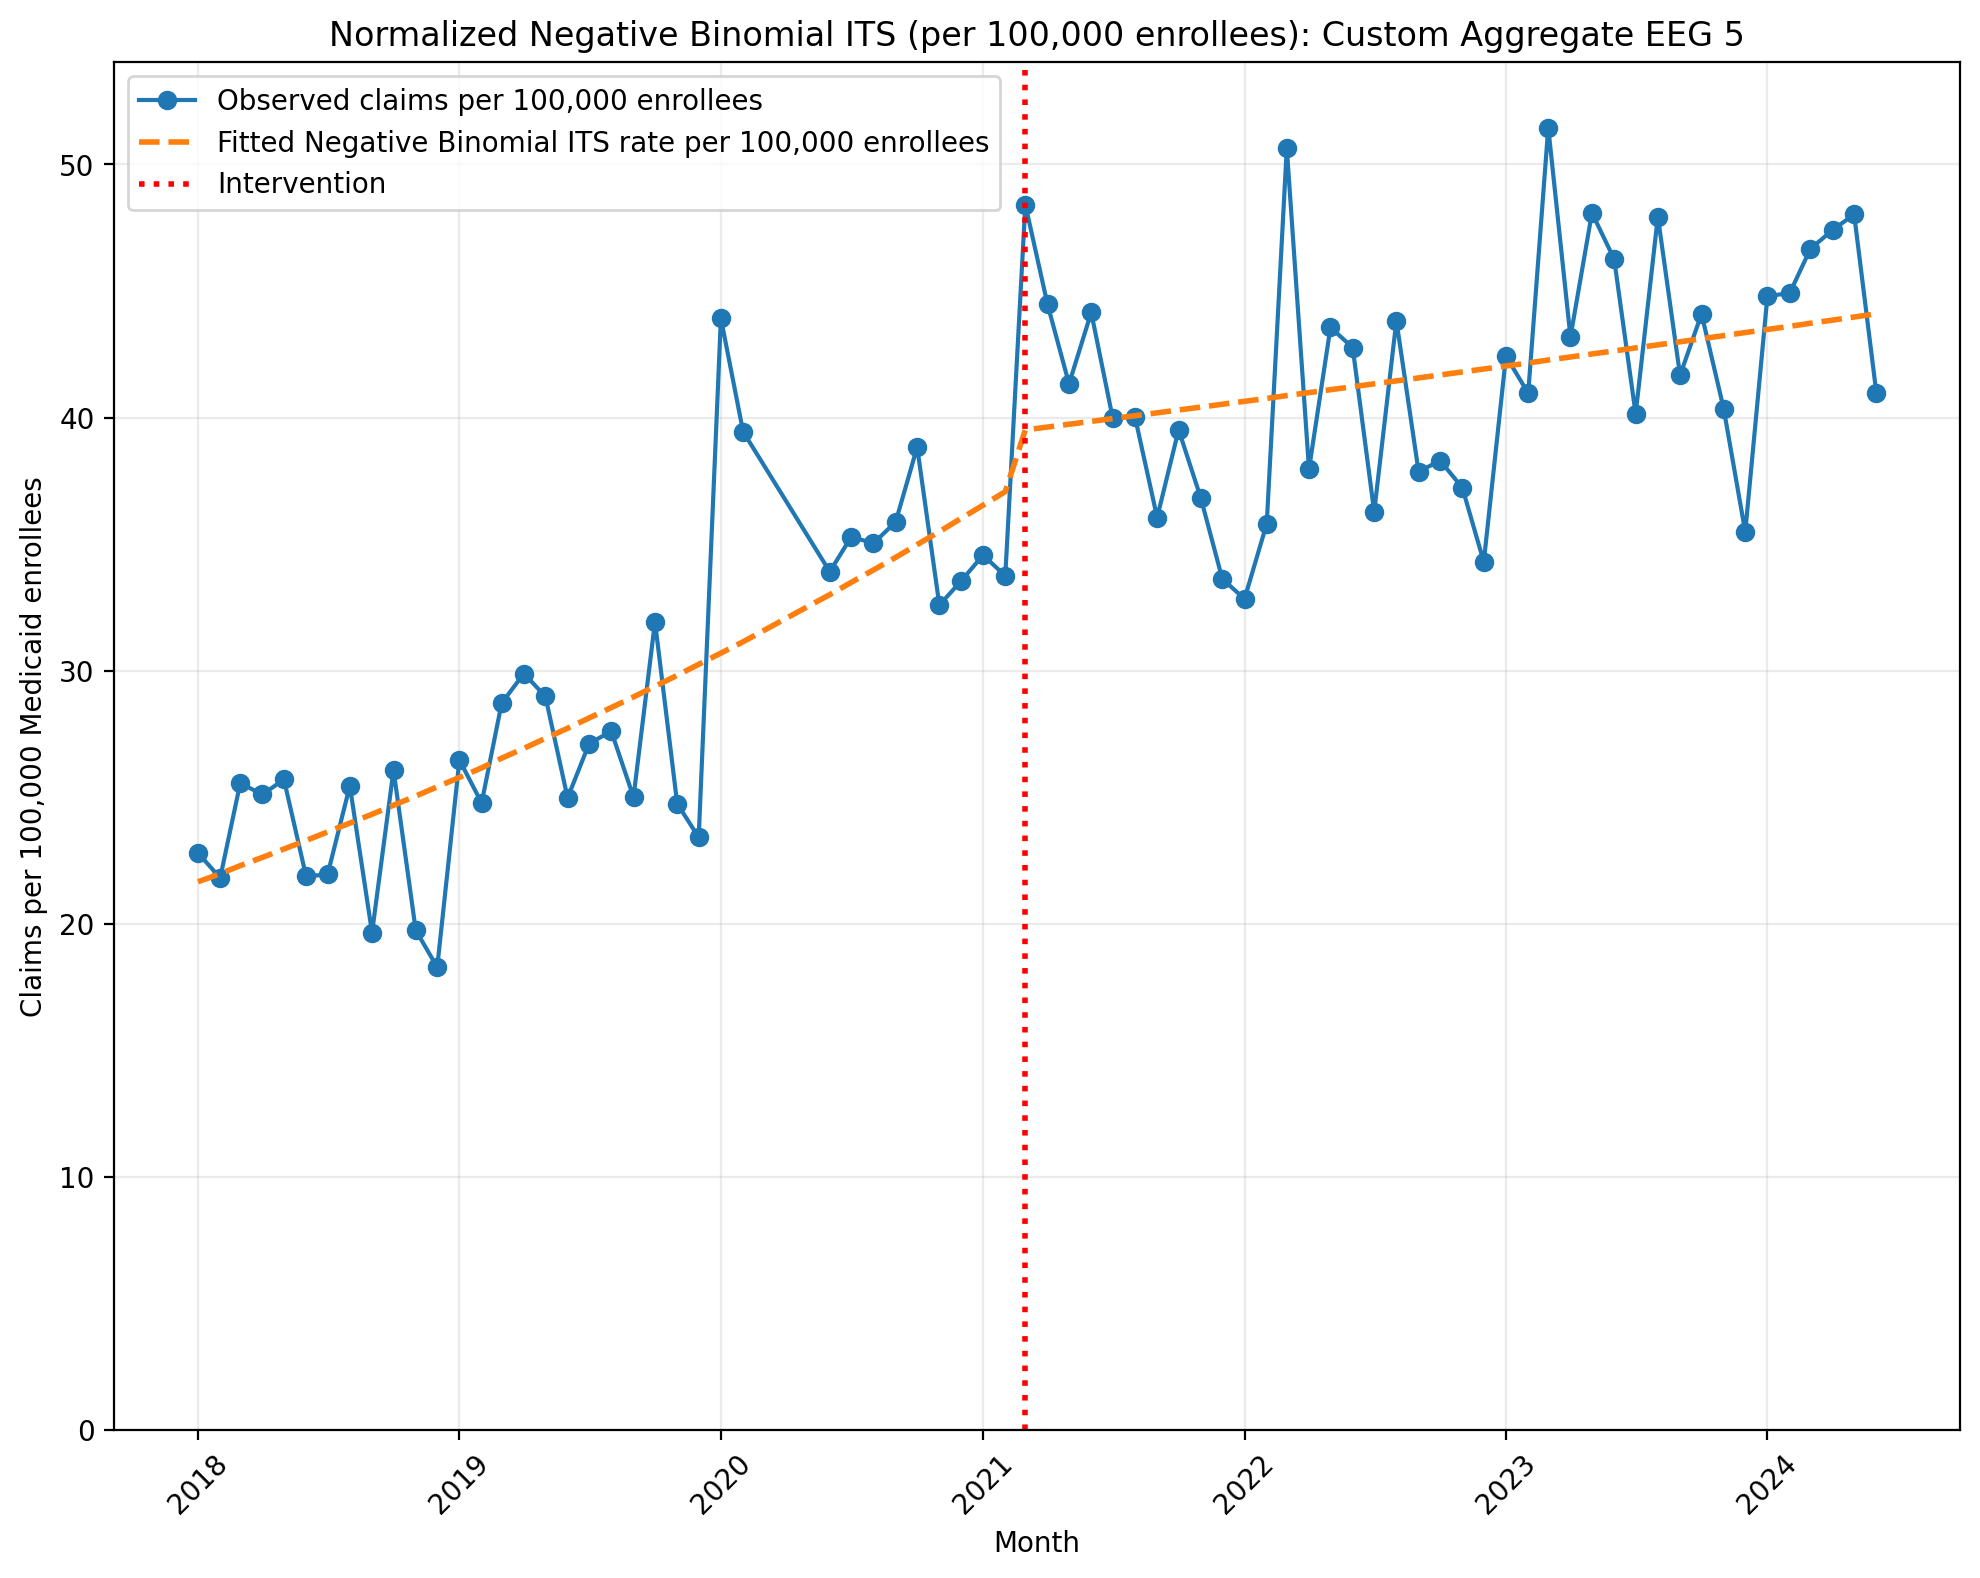 Normalized Negative Binomial ITS (per 100,000 enrollees): Custom Aggregate EEG 5
Observed claims per 100,000 enrollees
Fitted Negative Binomial ITS rate per 100,000 enrollees
Intervention
Claims per 100,000 Medicaid enrollees
50
40
30
20
10
0
2018
2019
2020
2021
2022
2023
2024
Month